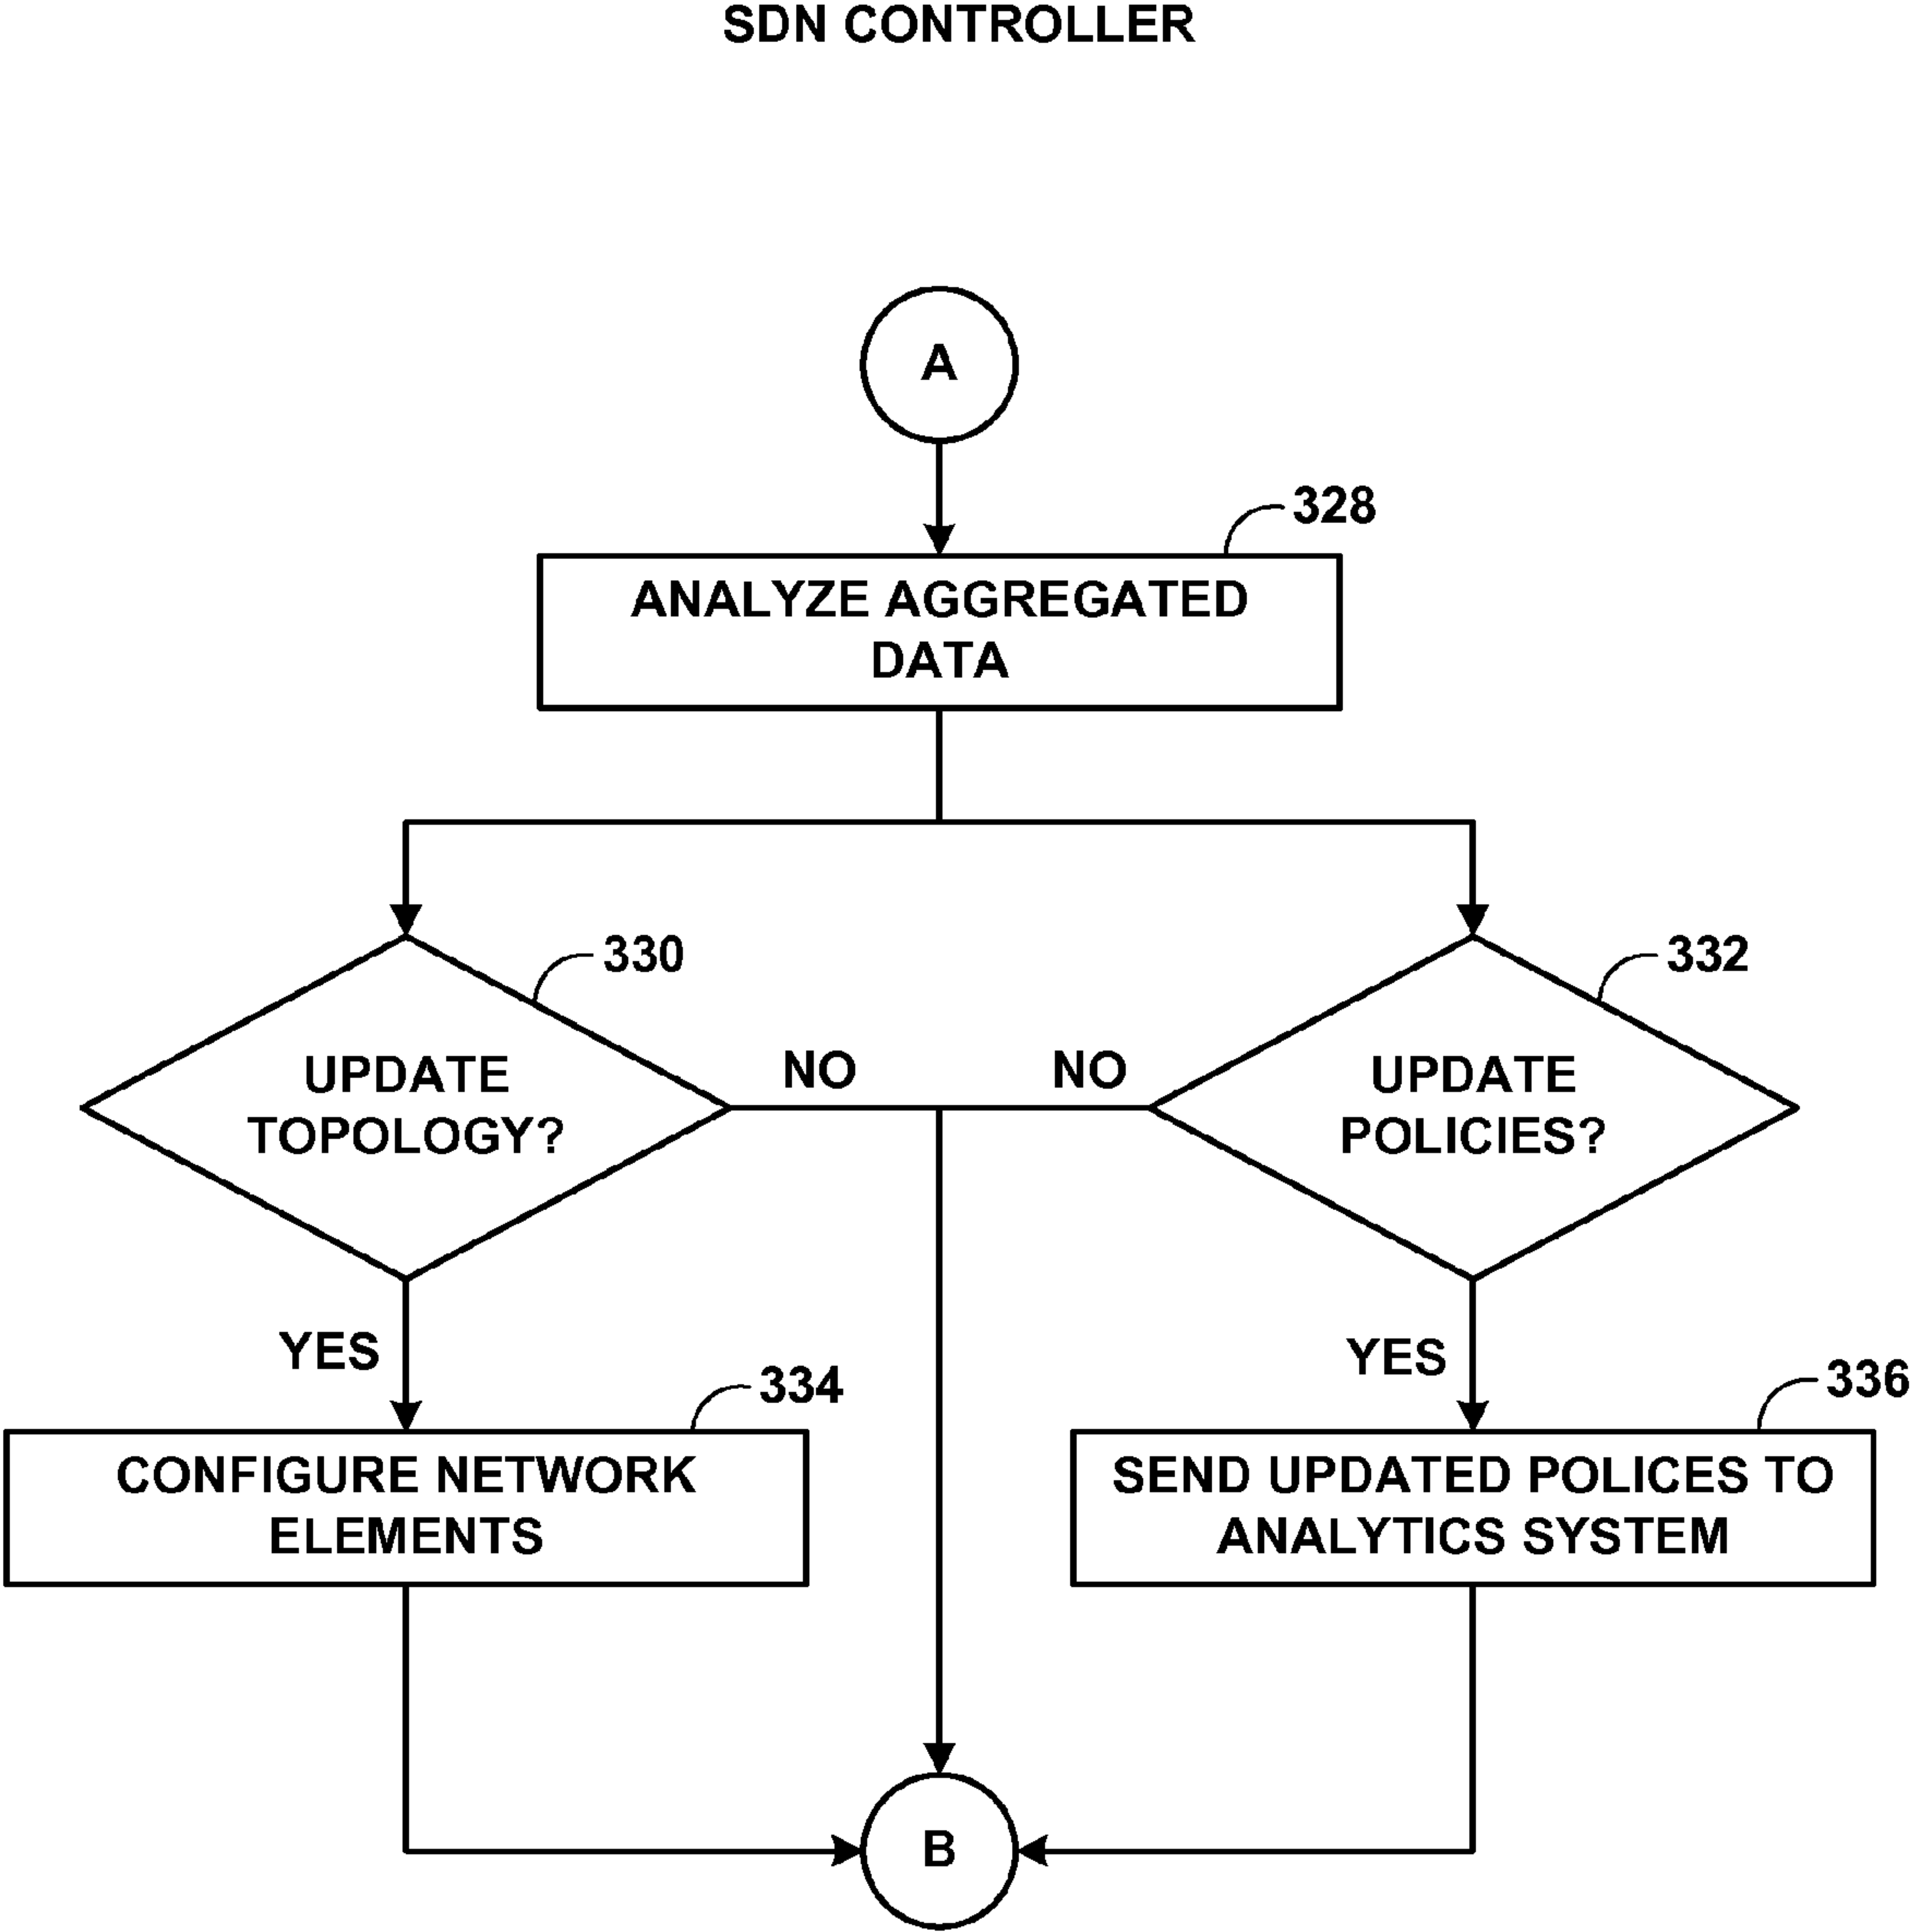 SDN CONTROLLER
A
328
ANALYZE AGGREGATED
DATA
330
332
UPDATE
TOPOLOGY?
NO
NO
UPDATE
POLICIES?
YES
YES
334
336
CONFIGURE NETWORK
ELEMENTS
SEND UPDATED POLICES TO
ANALYTICS SYSTEM
B